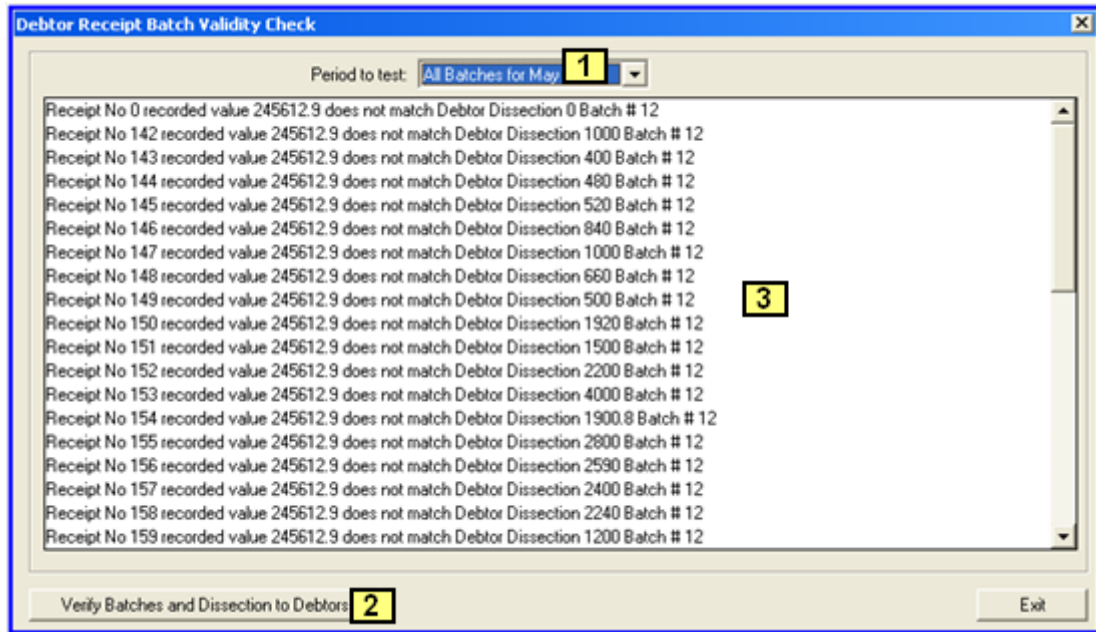 Debtor Receipt Batch Validity Check
Period to test: All Batches for May 1
Receipt No 0 recorded value 245612.9 does not match Debtor Dissection 0 Batch # 12
Receipt No 142 recorded value 245612.9 does not match Debtor Dissection 1000 Batch # 12
Receipt No 143 recorded value 245612.9 does not match Debtor Dissection 400 Batch # 12
Receipt No 144 recorded value 245612.9 does not match Debtor Dissection 480 Batch # 12
Receipt No 145 recorded value 245612.9 does not match Debtor Dissection 520 Batch # 12
Receipt No 146 recorded value 245612.9 does not match Debtor Dissection 840 Batch # 12
Receipt No 147 recorded value 245612.9 does not match Debtor Dissection 1000 Batch # 12
Receipt No 148 recorded value 245612.9 does not match Debtor Dissection 660 Batch # 12
Receipt No 149 recorded value 245612.9 does not match Debtor Dissection 500 Batch # 12
3
Receipt No 150 recorded value 245612.9 does not match Debtor Dissection 1920 Batch # 12
Receipt No 151 recorded value 245612.9 does not match Debtor Dissection 1500 Batch # 12
Receipt No 152 recorded value 245612.9 does not match Debtor Dissection 2200 Batch # 12
Receipt No 153 recorded value 245612.9 does not match Debtor Dissection 4000 Batch # 12
Receipt No 154 recorded value 245612.9 does not match Debtor Dissection 1900.8 Batch # 12
Receipt No 155 recorded value 245612.9 does not match Debtor Dissection 2800 Batch # 12
Receipt No 156 recorded value 245612.9 does not match Debtor Dissection 2590 Batch # 12
Receipt No 157 recorded value 245612.9 does not match Debtor Dissection 2400 Batch # 12
Receipt No 158 recorded value 245612.9 does not match Debtor Dissection 2240 Batch # 12
Receipt No 159 recorded value 245612.9 does not match Debtor Dissection 1200 Batch # 12
Verify Batches and Dissection to Debtors 2
Exit